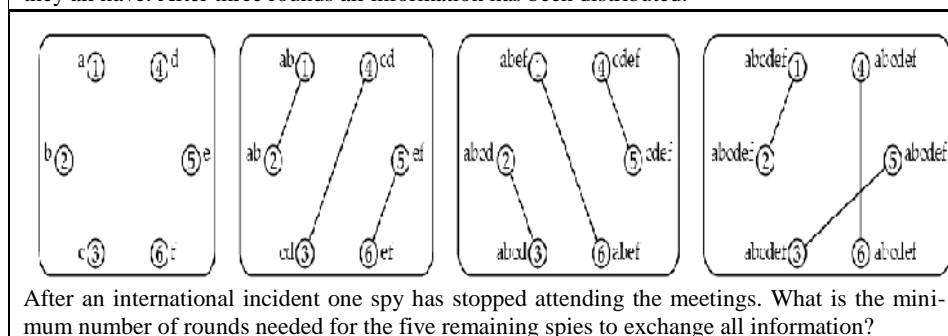 they all have. After three rounds all information has been distributed.
a 1 4 d
b 2 5 e
c 3 6 f
ab 1 4 cd
ab 2 5 ef
cd 3 6 ef
abef 1 4 cdef
abcd 2 5 cdef
abcd 3 6 abef
abcdef 1 4 abcdef
abcdef 2 5 abcdef
abcdef 3 6 abcdef
After an international incident one spy has stopped attending the meetings. What is the mini-
mum number of rounds needed for the five remaining spies to exchange all information?